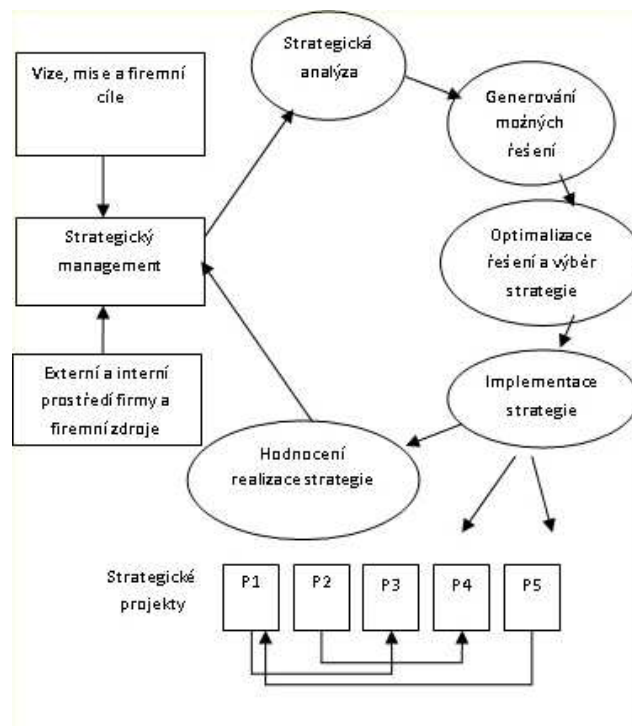 Strategická
analýza
Vize, mise a firemní
cíle
Generování
možných
řešení
Strategický
management
Optimalizace
řešení a výběr
strategie
Externí a interní
prostředí firmy a
firemní zdroje
Implementace
strategie
Hodnocení
realizace strategie
Strategické
projekty
P1
P2
P3
P4
P5